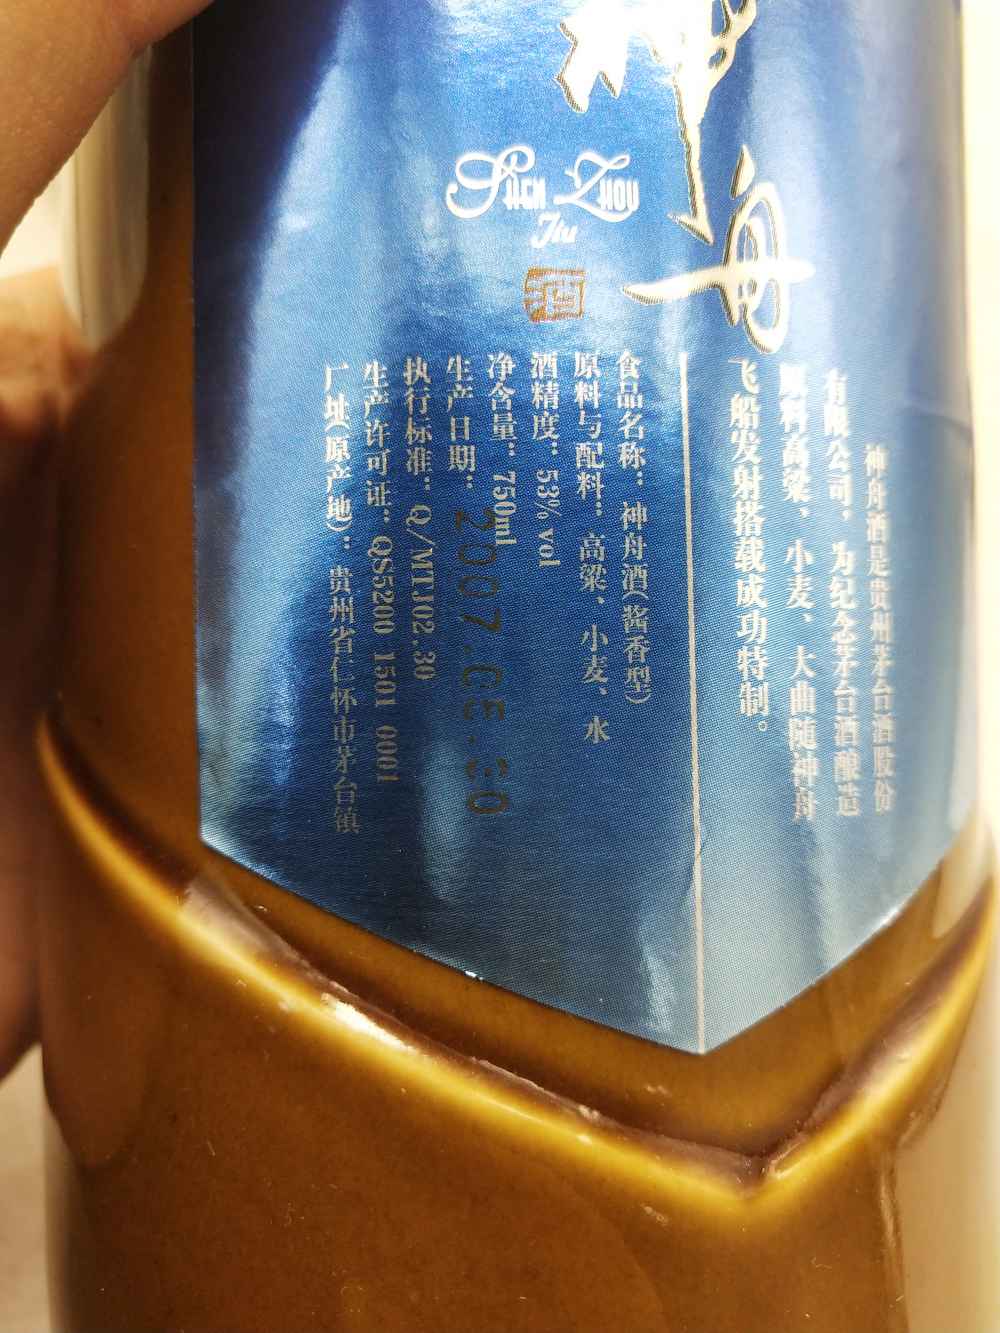 神舟
Shen Zhou
Jiu
酒
神舟酒是贵州茅台酒股份
有限公司，为纪念茅台酒酿造
原料高粱、小麦、大曲随神舟
飞船发射搭载成功特制。
食品名称：神舟酒(酱香型)
原料与配料：高粱、小麦、水
酒精度：53% vol
净含量：750ml
生产日期：2007.05.30
执行标准：Q/MTJ02.30
生产许可证：QS5200 1501 0001
厂址(原产地)：贵州省仁怀市茅台镇